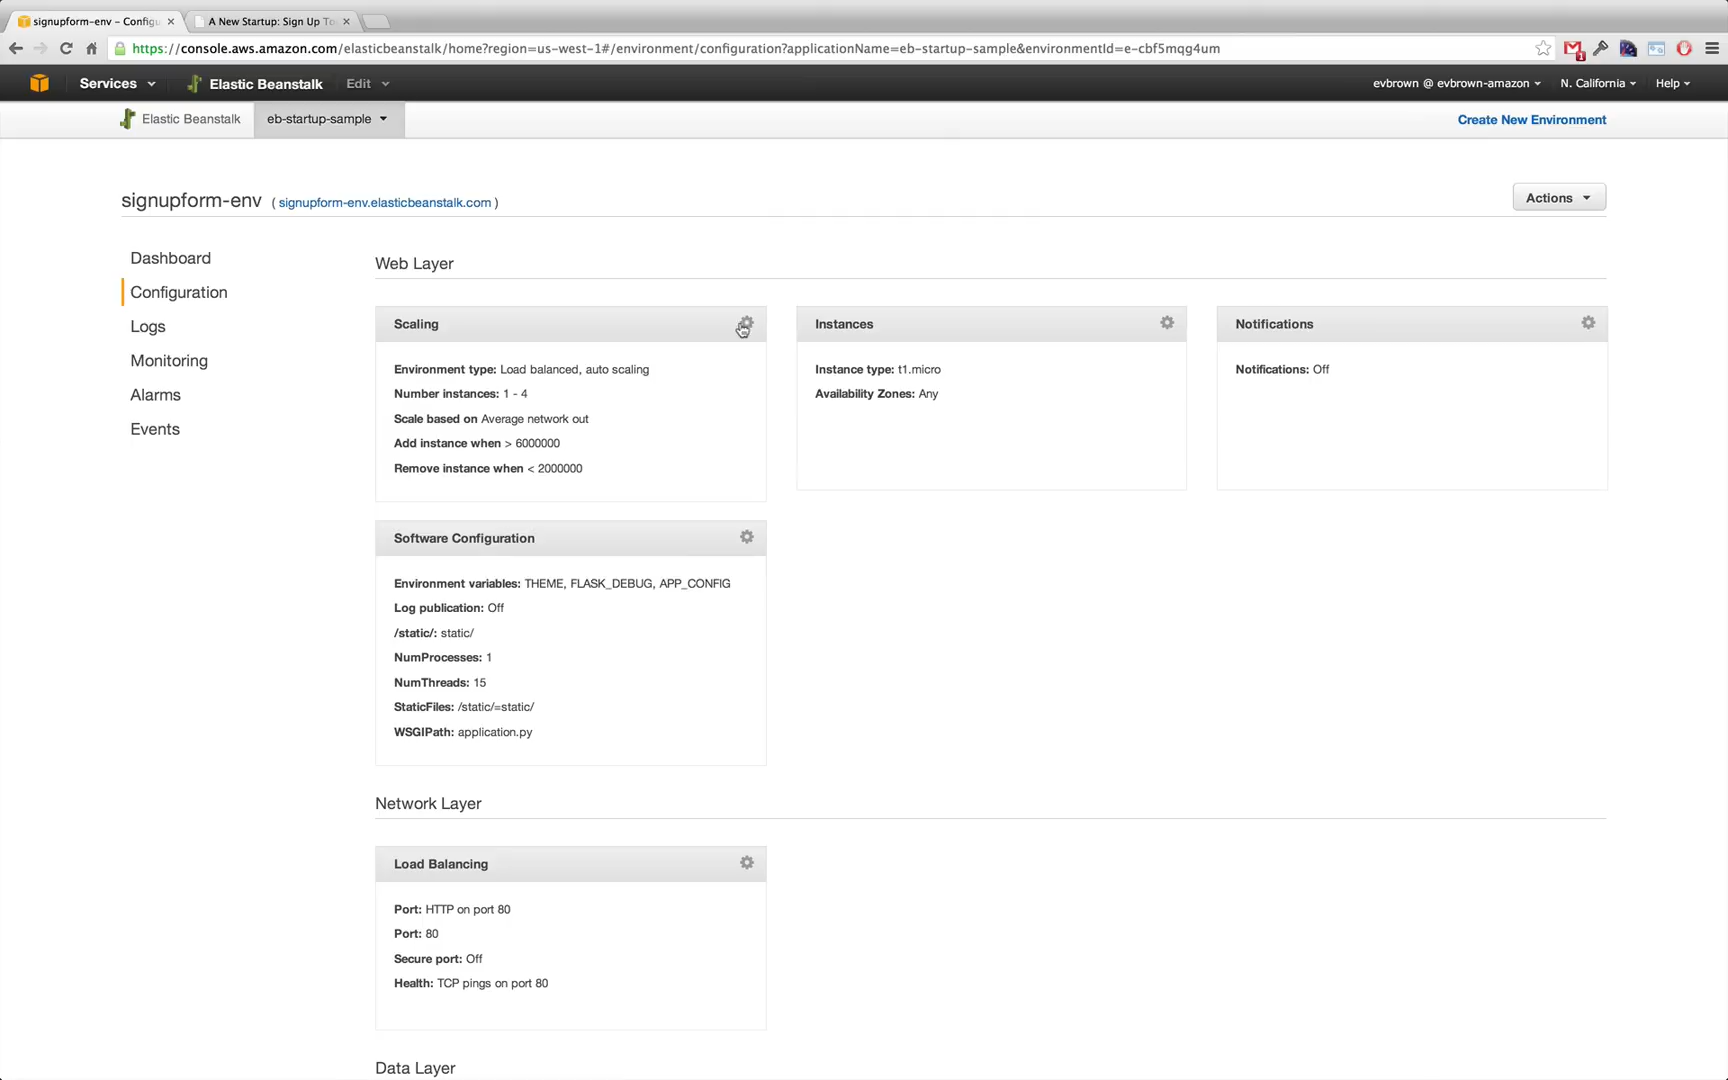 signupform-env – Configu
A New Startup: Sign Up To
https://console.aws.amazon.com/elasticbeanstalk/home?region=us-west-1#/environment/configuration?applicationName=eb-startup-sample&environmentId=e-cbf5mqg4um
Services Elastic Beanstalk Edit evbrown @ evbrown-amazon N. California Help
Elastic Beanstalk eb-startup-sample Create New Environment
signupform-env ( signupform-env.elasticbeanstalk.com ) Actions
Dashboard
Configuration
Logs
Monitoring
Alarms
Events
Web Layer
Scaling
Environment type: Load balanced, auto scaling
Number instances: 1 - 4
Scale based on Average network out
Add instance when > 6000000
Remove instance when < 2000000
Instances
Instance type: t1.micro
Availability Zones: Any
Notifications
Notifications: Off
Software Configuration
Environment variables: THEME, FLASK_DEBUG, APP_CONFIG
Log publication: Off
/static/: static/
NumProcesses: 1
NumThreads: 15
StaticFiles: /static/=static/
WSGIPath: application.py
Network Layer
Load Balancing
Port: HTTP on port 80
Port: 80
Secure port: Off
Health: TCP pings on port 80
Data Layer